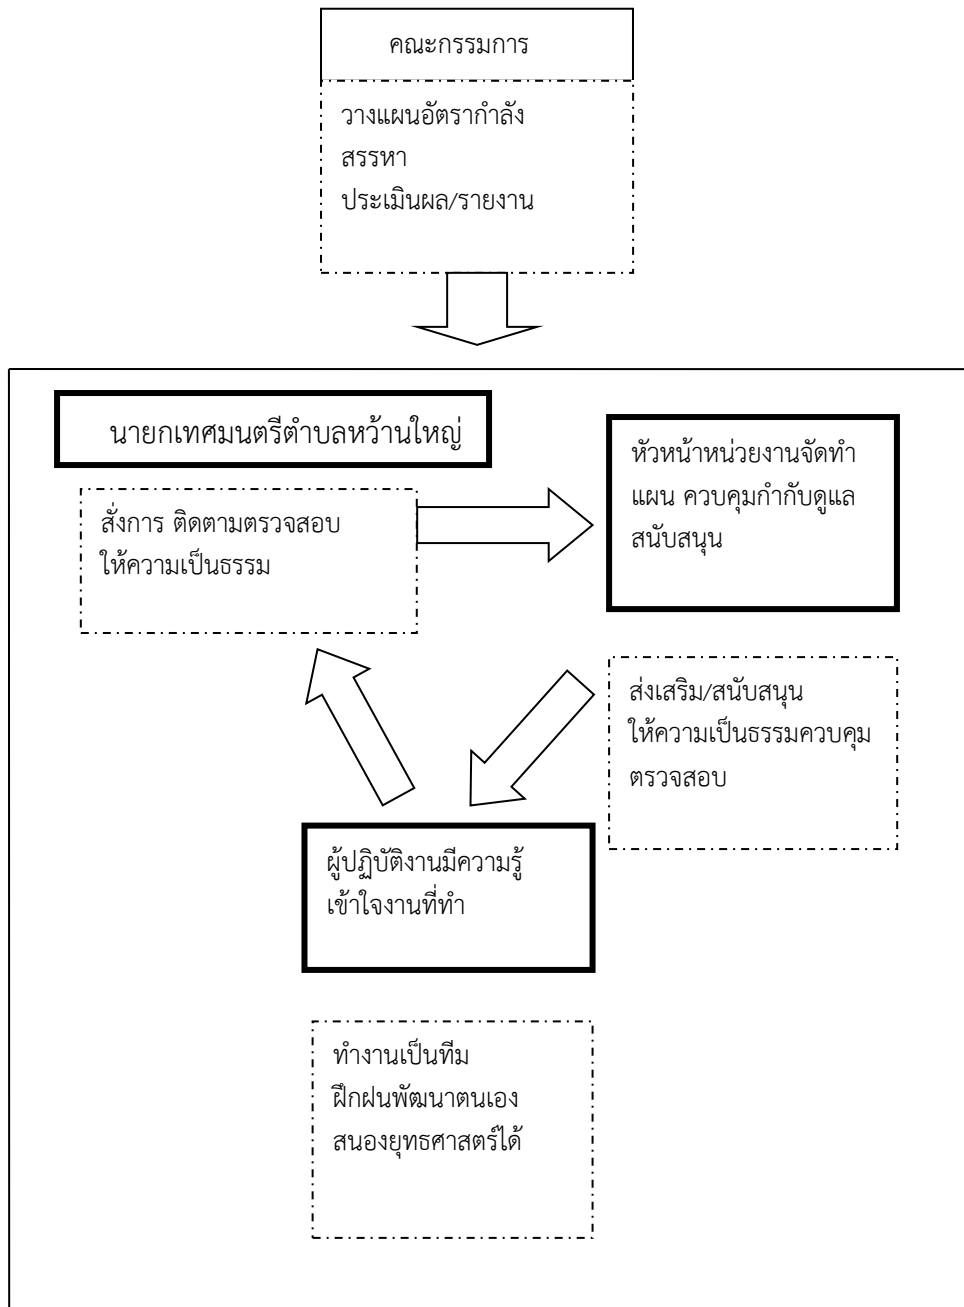 คณะกรรมการ
วางแผนอัตรากำลัง
สรรหา
ประเมินผล/รายงาน
นายกเทศมนตรีตำบลหว้านใหญ่
สั่งการ ติดตามตรวจสอบ
ให้ความเป็นธรรม
หัวหน้าหน่วยงานจัดทำ
แผน ควบคุมกำกับดูแล
สนับสนุน
ส่งเสริม/สนับสนุน
ให้ความเป็นธรรมควบคุม
ตรวจสอบ
ผู้ปฏิบัติงานมีความรู้
เข้าใจงานที่ทำ
ทำงานเป็นทีม
ฝึกฝนพัฒนาตนเอง
สนองยุทธศาสตร์ได้